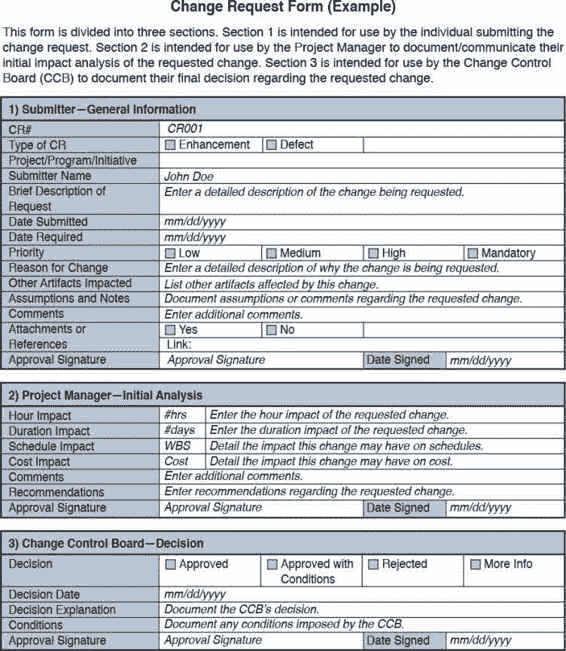 Change Request Form (Example)
This form is divided into three sections. Section 1 is intended for use by the individual submitting the
change request. Section 2 is intended for use by the Project Manager to document/communicate their
initial impact analysis of the requested change. Section 3 is intended for use by the Change Control
Board (CCB) to document their final decision regarding the requested change.
1) Submitter—General Information
CR# CR001
Type of CR Enhancement Defect
Project/Program/Initiative
Submitter Name John Doe
Brief Description of Enter a detailed description of the change being requested.
Request
Date Submitted mm/dd/yyyy
Date Required mm/dd/yyyy
Priority Low Medium High Mandatory
Reason for Change Enter a detailed description of why the change is being requested.
Other Artifacts Impacted List other artifacts affected by this change.
Assumptions and Notes Document assumptions or comments regarding the requested change.
Comments Enter additional comments.
Attachments or Yes No
References Link:
Approval Signature Approval Signature Date Signed mm/dd/yyyy
2) Project Manager—Initial Analysis
Hour Impact #hrs Enter the hour impact of the requested change.
Duration Impact #days Enter the duration impact of the requested change.
Schedule Impact WBS Detail the impact this change may have on schedules.
Cost Impact Cost Detail the impact this change may have on cost.
Comments Enter additional comments.
Recommendations Enter recommendations regarding the requested change.
Approval Signature Approval Signature Date Signed mm/dd/yyyy
3) Change Control Board—Decision
Decision Approved Approved with Rejected More Info
Conditions
Decision Date mm/dd/yyyy
Decision Explanation Document the CCB's decision.
Conditions Document any conditions imposed by the CCB.
Approval Signature Approval Signature Date Signed mm/dd/yyyy